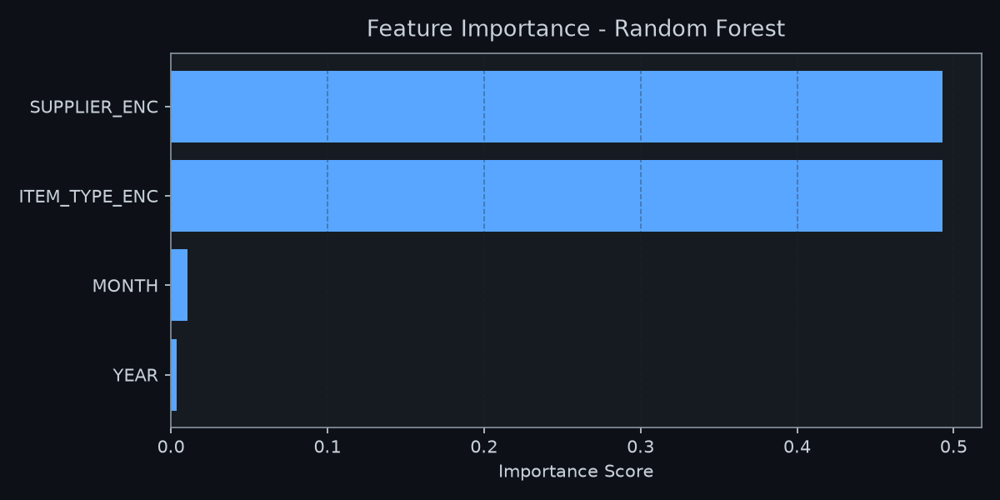 Feature Importance - Random Forest
SUPPLIER_ENC
ITEM_TYPE_ENC
MONTH
YEAR
0.0 0.1 0.2 0.3 0.4 0.5
Importance Score